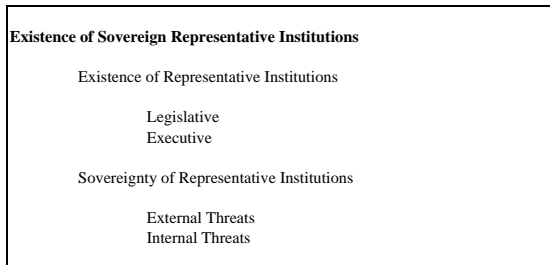 Existence of Sovereign Representative Institutions
Existence of Representative Institutions
Legislative
Executive
Sovereignty of Representative Institutions
External Threats
Internal Threats